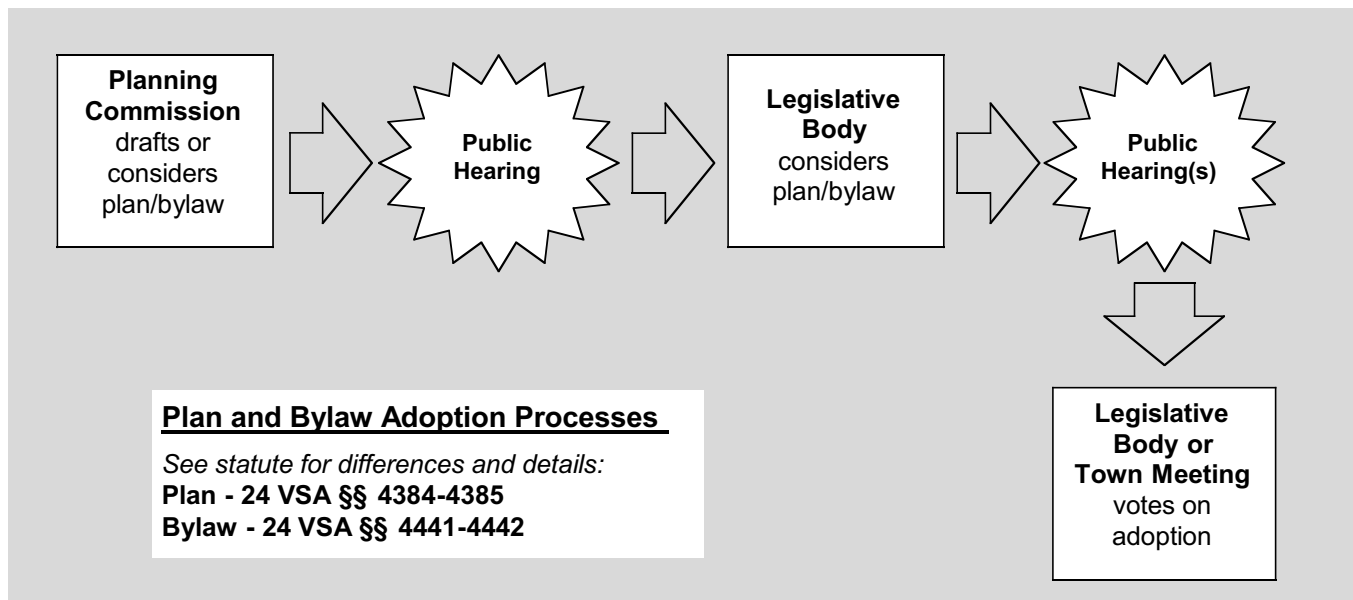 Planning
Commission
drafts or
considers
plan/bylaw
Public
Hearing
Legislative
Body
considers
plan/bylaw
Public
Hearing(s)
Legislative
Body or
Town Meeting
votes on
adoption
Plan and Bylaw Adoption Processes
See statute for differences and details:
Plan - 24 VSA §§ 4384-4385
Bylaw - 24 VSA §§ 4441-4442